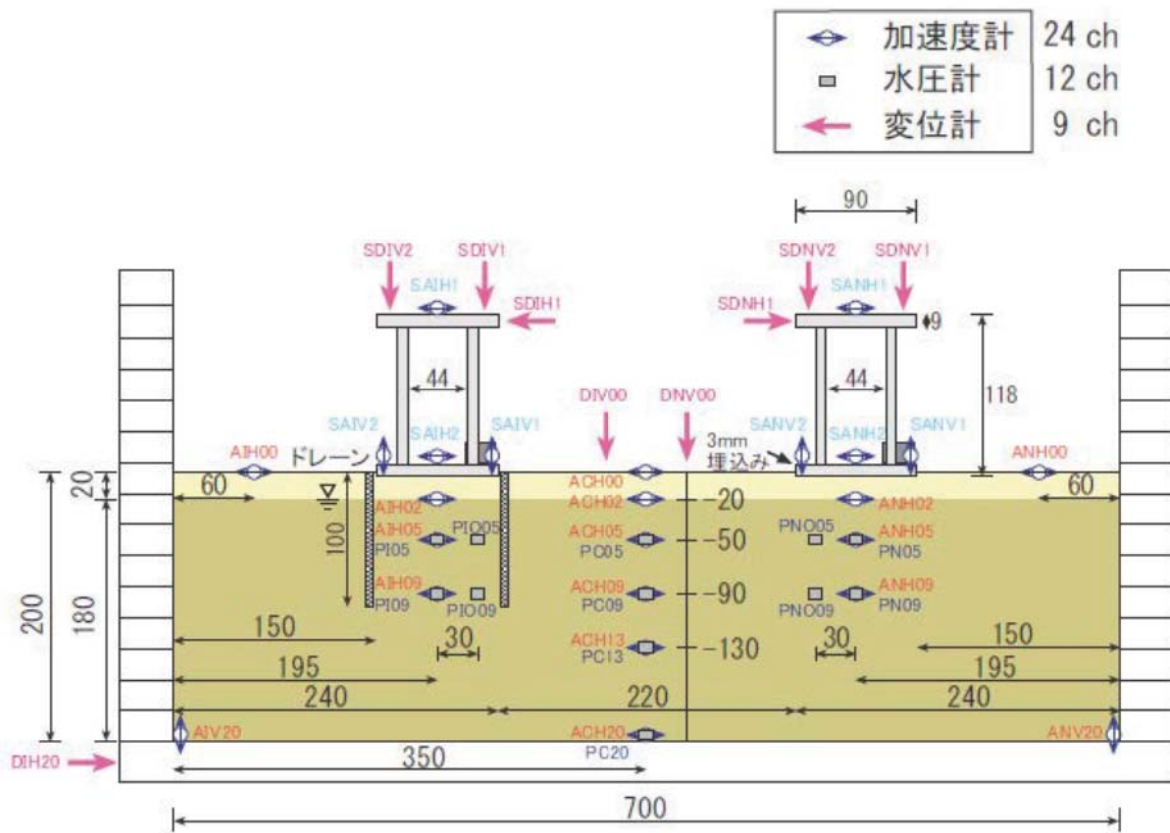 加速度計 24 ch
水圧計 12 ch
変位計 9 ch
90
SDIV2 SDIV1 SDNV2 SDNV1
SAIH1 SANH1
SDIH1 SDNH1
9
44 44
118
DIV00 DNV00
SAIV2 SAIH2 SAIV1 SANV2 SANH2 SANV1
AIH00 ドレーン 3mm ANH00
埋込み
20 60 ACH00 60
AIH02 ACH02 -20 ANH02
100 AIH05 PIO05 ACH05 -50 PNO05 ANH05
PI05 PC05 PN05
AIH09 ACH09 -90 ANH09
PI09 PIO09 PC09 PNO09 PN09
200 180
150 30 ACH13 -130 30 150
PC13
195 195
240 220 240
AIV20 ACH20 ANV20
PC20
DIH20 350
700